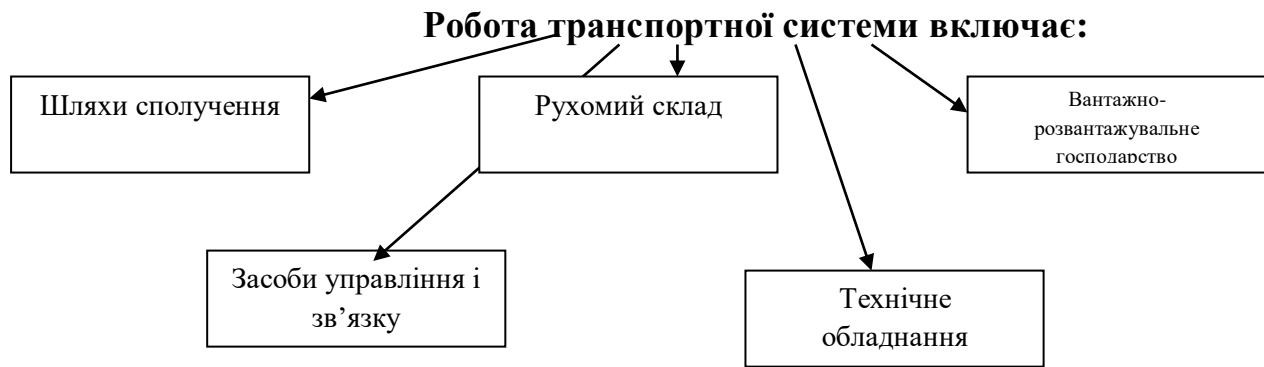 Робота транспортної системи включає:
Шляхи сполучення
Рухомий склад
Вантажно-
розвантажувальне
господарство
Засоби управління і
зв’язку
Технічне
обладнання